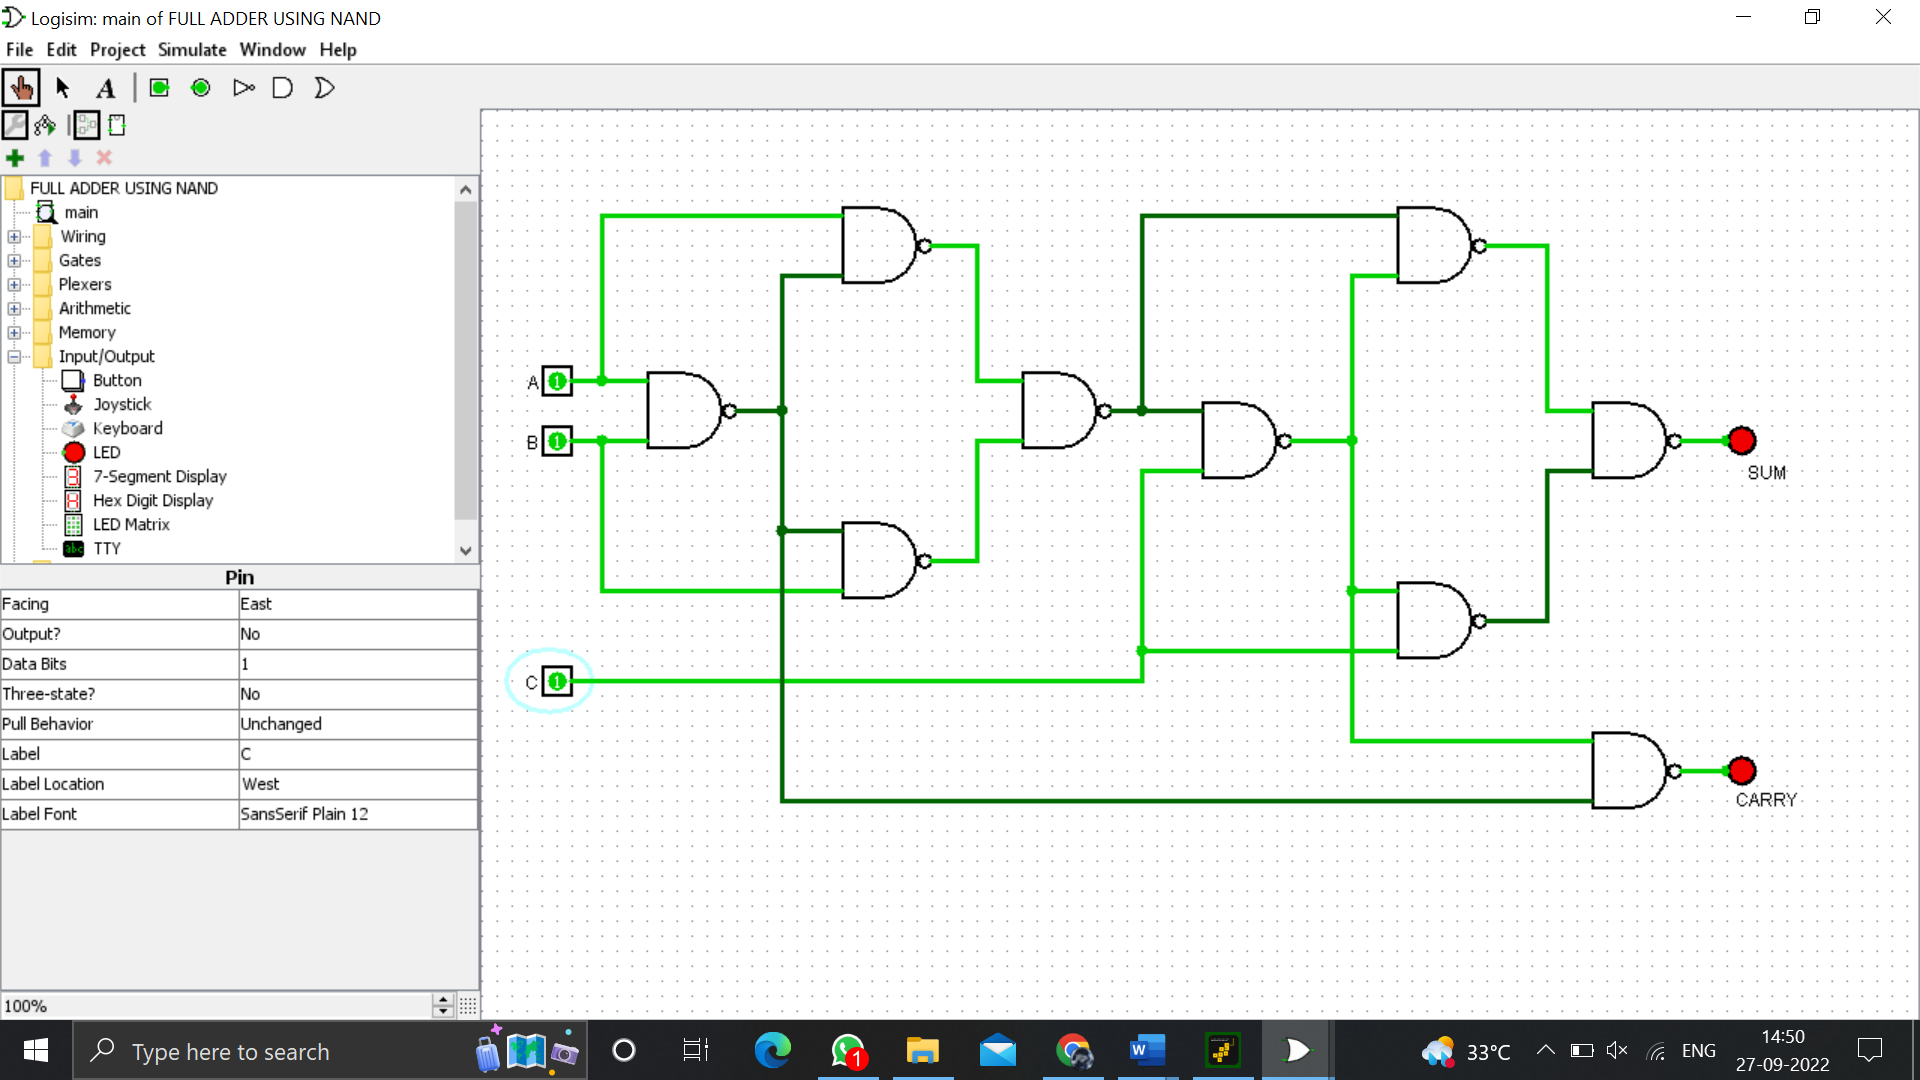 Logisim: main of FULL ADDER USING NAND
File Edit Project Simulate Window Help
A
FULL ADDER USING NAND
main
Wiring
Gates
Plexers
Arithmetic
Memory
Input/Output
Button
Joystick
Keyboard
LED
7-Segment Display
Hex Digit Display
LED Matrix
abc TTY
Pin
Facing East
Output? No
Data Bits 1
Three-state? No
Pull Behavior Unchanged
Label C
Label Location West
Label Font SansSerif Plain 12
100%
A 1
B 1
C 1
SUM
CARRY
Type here to search
1
W
33°C
ENG
14:50
27-09-2022